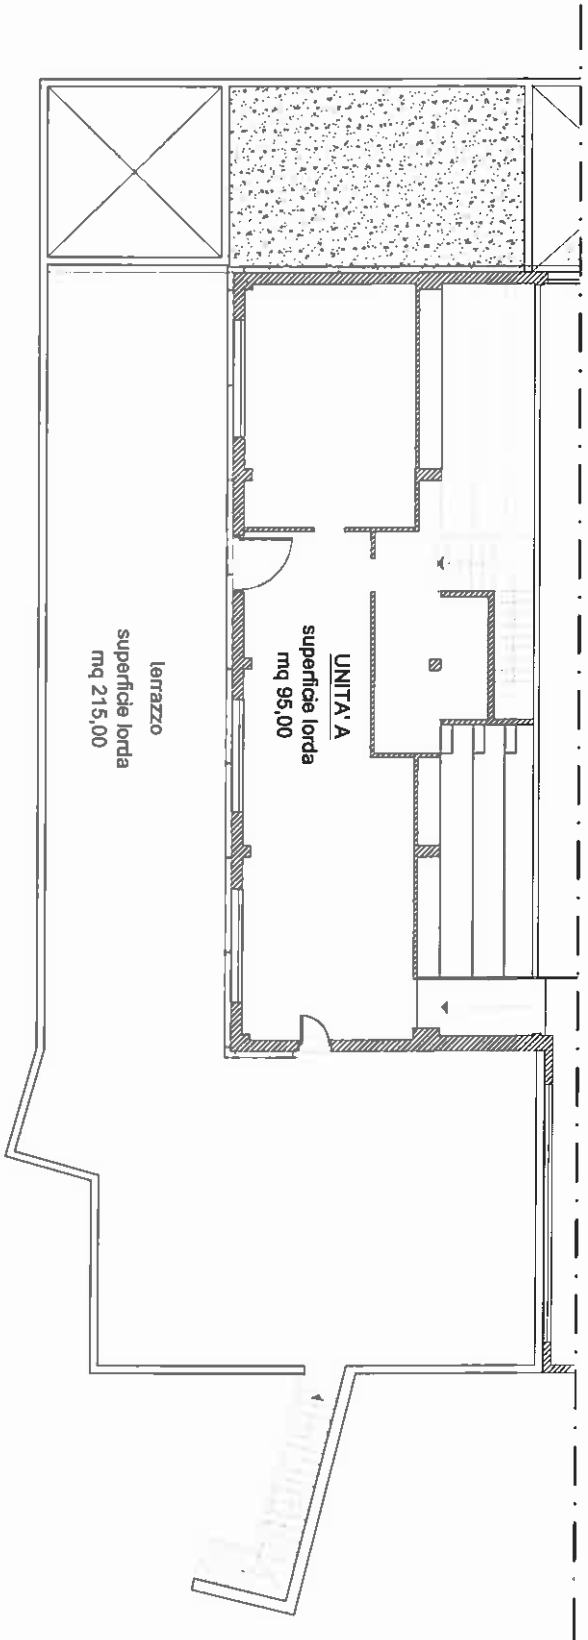 UNITA' A
superficie lorda
mq 95,00
terrazzo
superficie lorda
mq 215,00